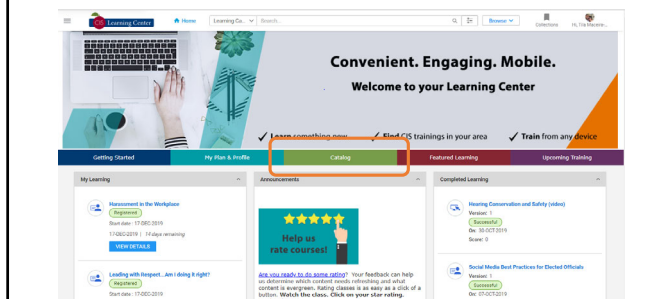 CIS Learning Center
Home
Learning Ca...
Search...
Browse
Collections
Hi,
Convenient. Engaging. Mobile.
Welcome to your Learning Center
✓ Learn something new
✓ Find CIS trainings in your area
✓ Train from any device
Getting Started
My Plan & Profile
Catalog
Featured Learning
Upcoming Training
My Learning
Harassment in the Workplace
Registered
Start date : 17-DEC-2019
17-DEC-2019 | 14 days remaining
VIEW DETAILS
Leading with Respect...Am I doing it right?
Registered
Start date : 17-DEC-2019
Announcements
Help us
rate courses!
Are you ready to do some rating? Your feedback can help
us determine which content needs refreshing and what
content is evergreen. Rating classes is as easy as a click of a
button. Watch the class. Click on your star rating.
Completed Learning
Hearing Conservation and Safety (video)
Version: 1
Successful
On: 30-OCT-2019
Score: 0
Social Media Best Practices for Elected Officials
Version: 1
Successful
On: 07-OCT-2019